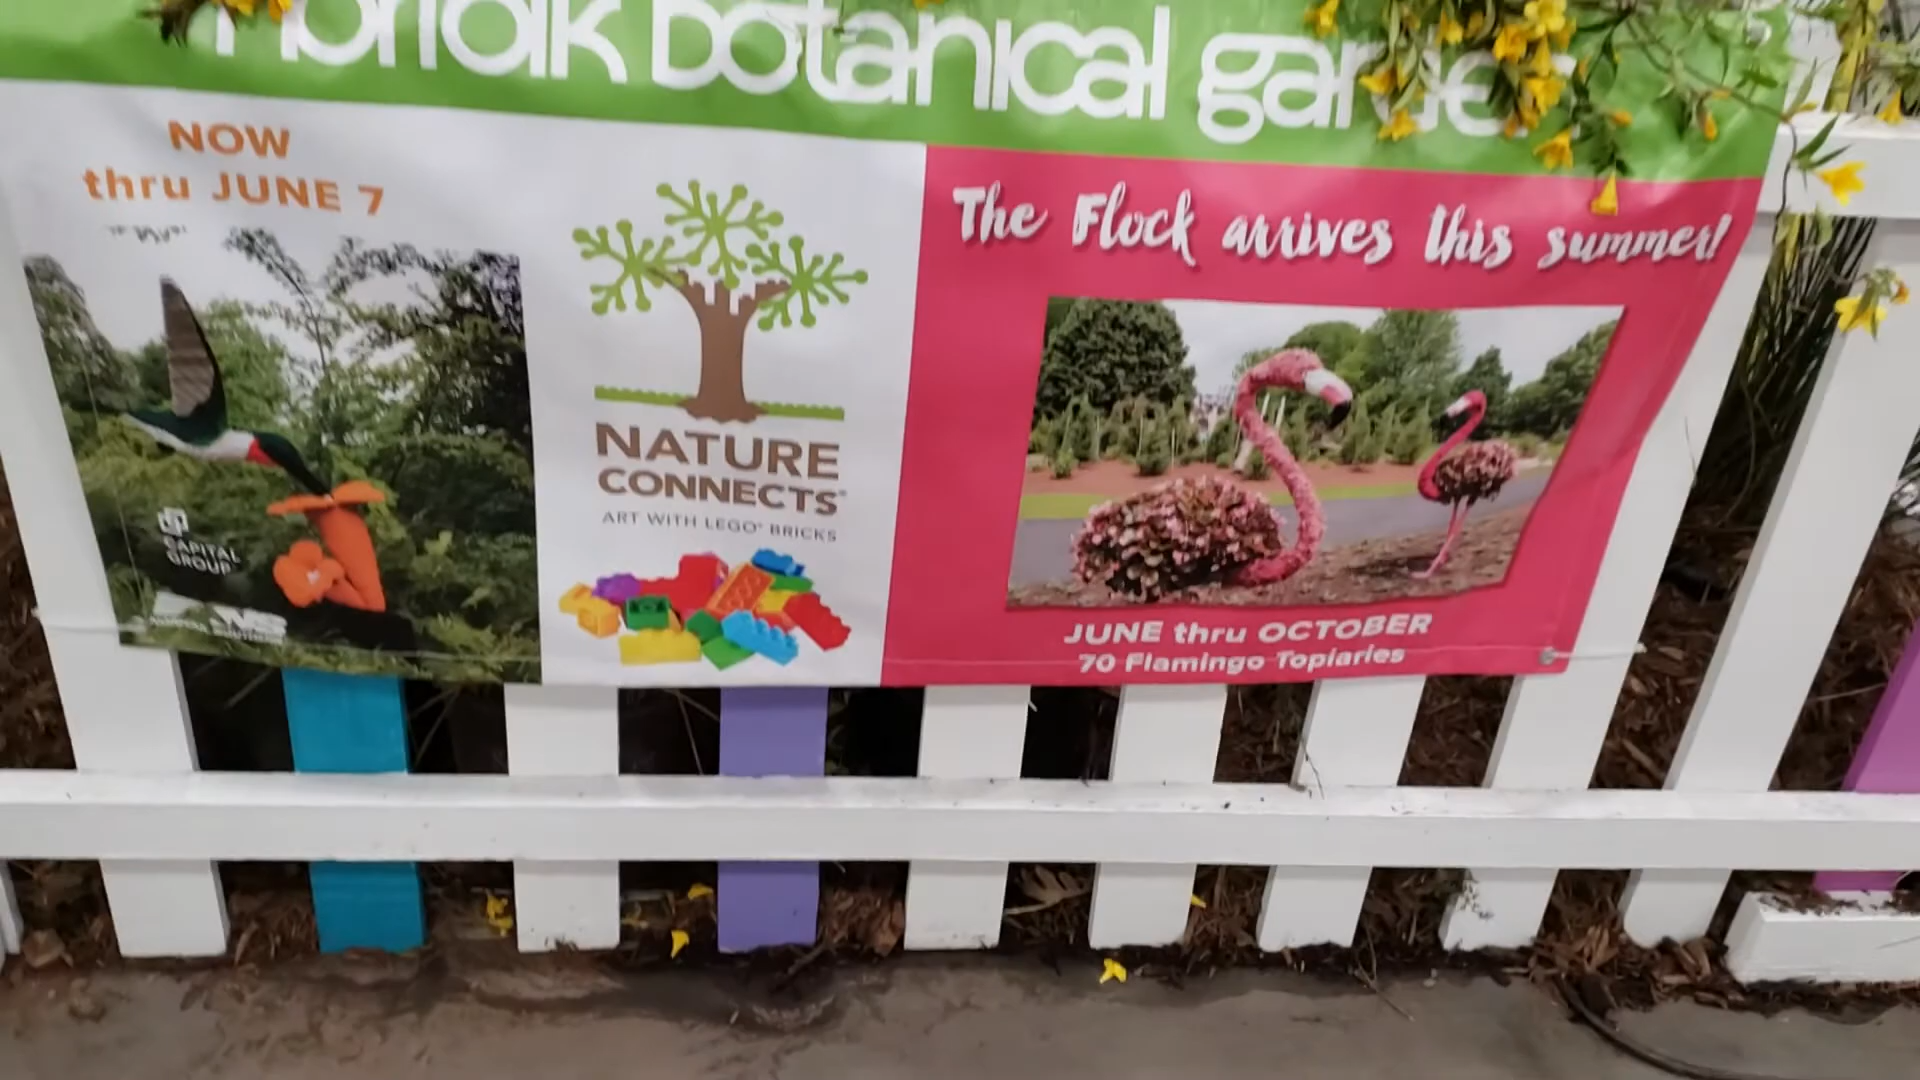 norfolk botanical garden
NOW
thru JUNE 7
CAPITAL
GROUP
NATURE
CONNECTS®
ART WITH LEGO® BRICKS
The Flock arrives this summer!
JUNE thru OCTOBER
70 Flamingo Topiaries